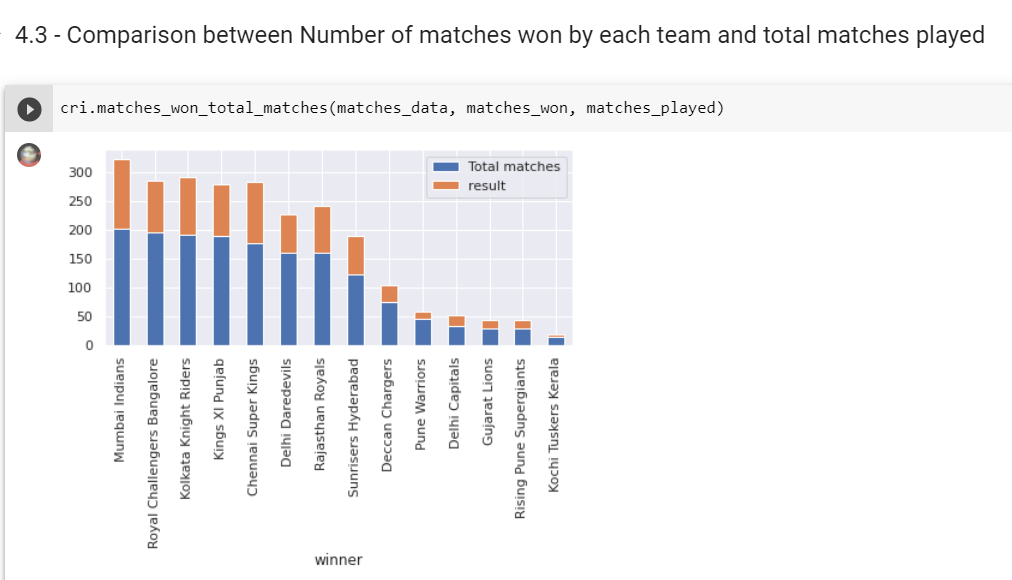 4.3 - Comparison between Number of matches won by each team and total matches played
cri.matches_won_total_matches(matches_data, matches_won, matches_played)
Total matches
result
300
250
200
150
100
50
0
Mumbai Indians
Royal Challengers Bangalore
Kolkata Knight Riders
Kings XI Punjab
Chennai Super Kings
Delhi Daredevils
Rajasthan Royals
Sunrisers Hyderabad
Deccan Chargers
Pune Warriors
Delhi Capitals
Gujarat Lions
Rising Pune Supergiants
Kochi Tuskers Kerala
winner